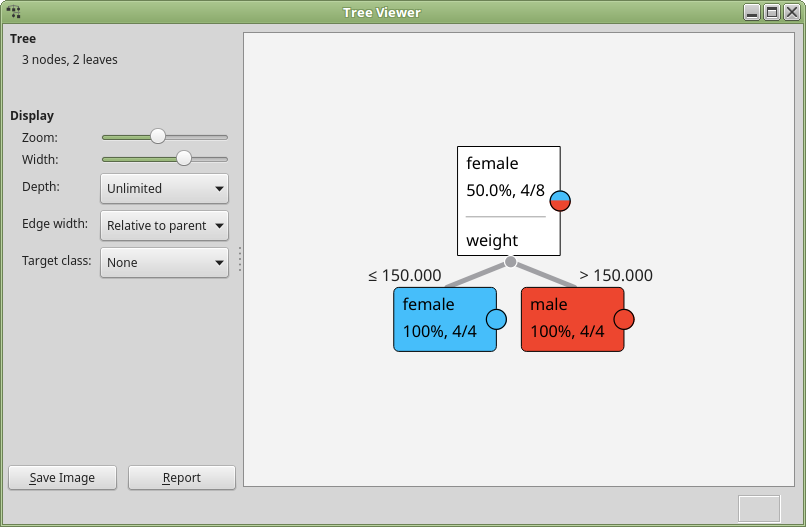 Tree Viewer
Tree
3 nodes, 2 leaves
Display
Zoom:
Width:
Depth:
Unlimited
Edge width:
Relative to parent
Target class:
None
female
50.0%, 4/8
weight
≤ 150.000
> 150.000
female
100%, 4/4
male
100%, 4/4
Save Image
Report